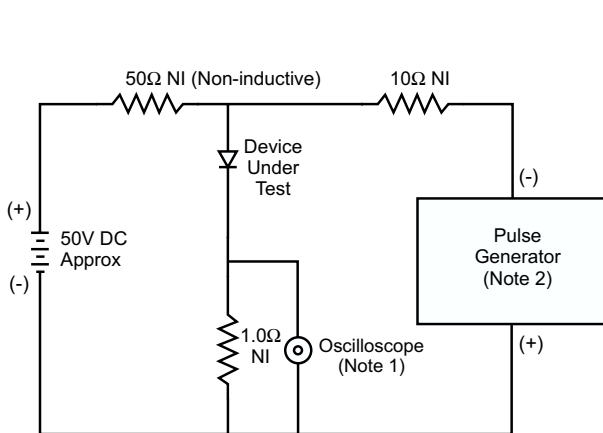 50Ω NI (Non-inductive)
10Ω NI
Device
Under
Test
(-)
(+)
50V DC
Approx
(-)
Pulse
Generator
(Note 2)
1.0Ω
NI
Oscilloscope
(Note 1)
(+)